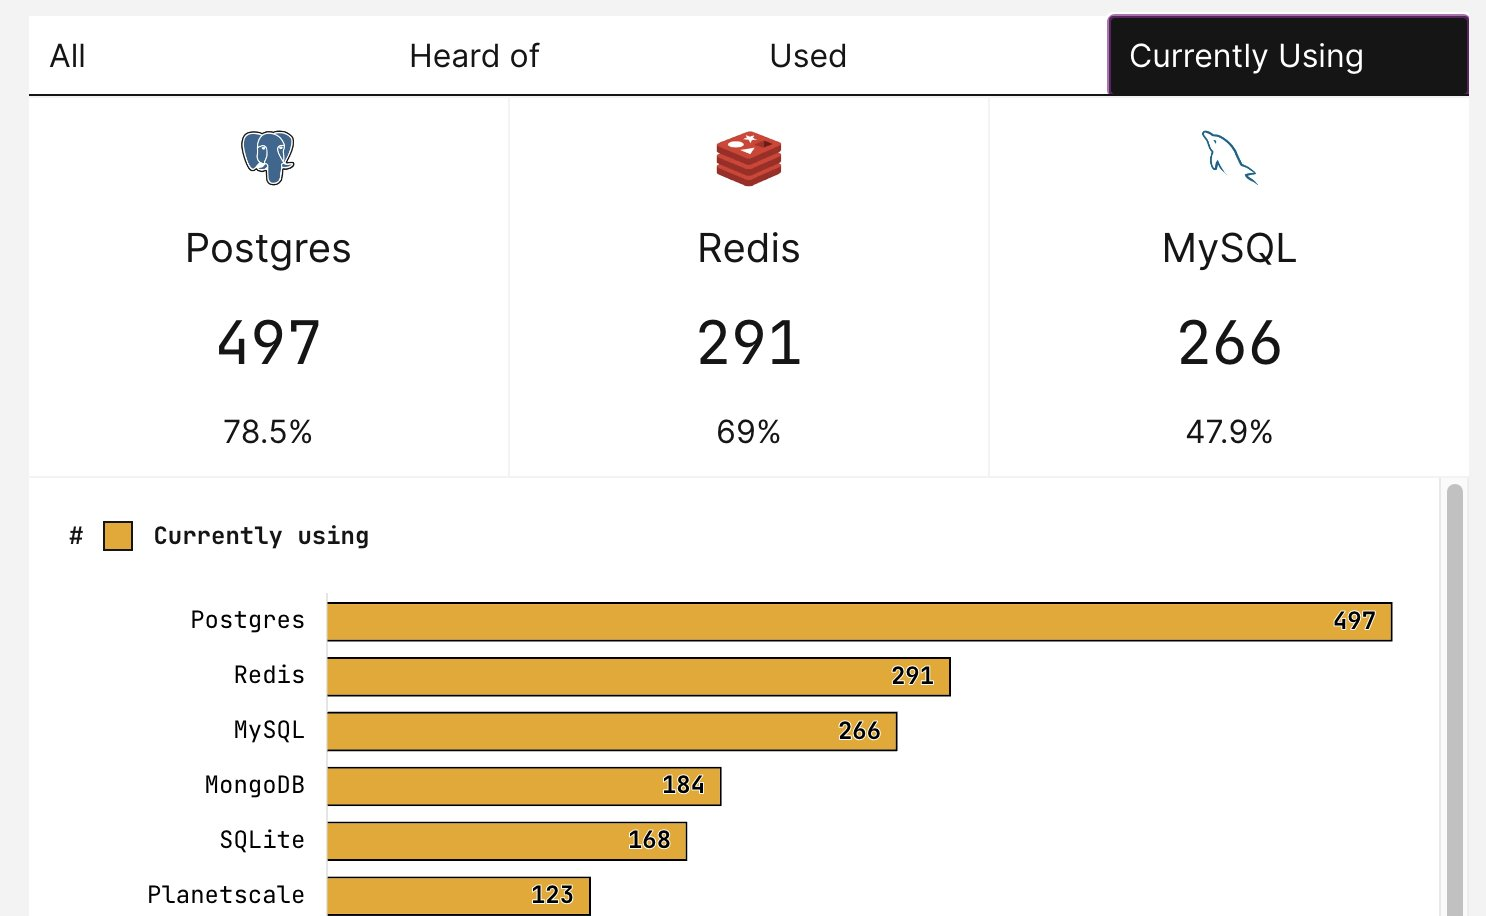 All Heard of Used Currently Using
Postgres Redis MySQL
497 291 266
78.5% 69% 47.9%
# Currently using
Postgres 497
Redis 291
MySQL 266
MongoDB 184
SQLite 168
Planetscale 123